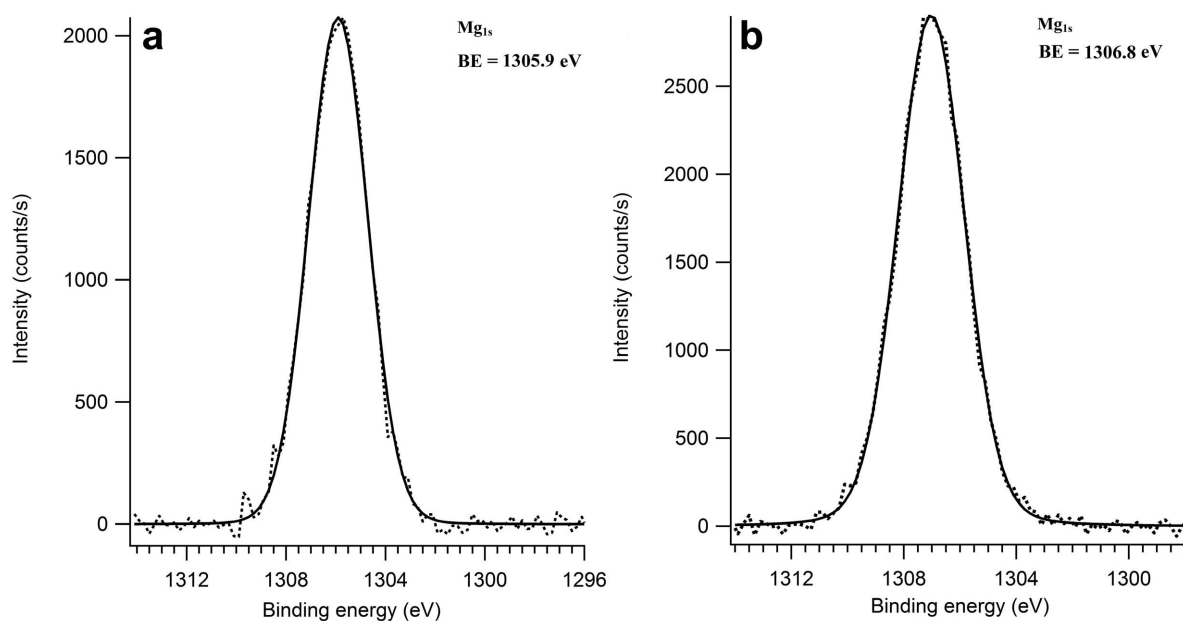 a
Mg1s
BE = 1305.9 eV
2000
1500
1000
500
0
Intensity (counts/s)
1312 1308 1304 1300 1296
Binding energy (eV)
b
Mg1s
BE = 1306.8 eV
2500
2000
1500
1000
500
0
Intensity (counts/s)
1312 1308 1304 1300
Binding energy (eV)